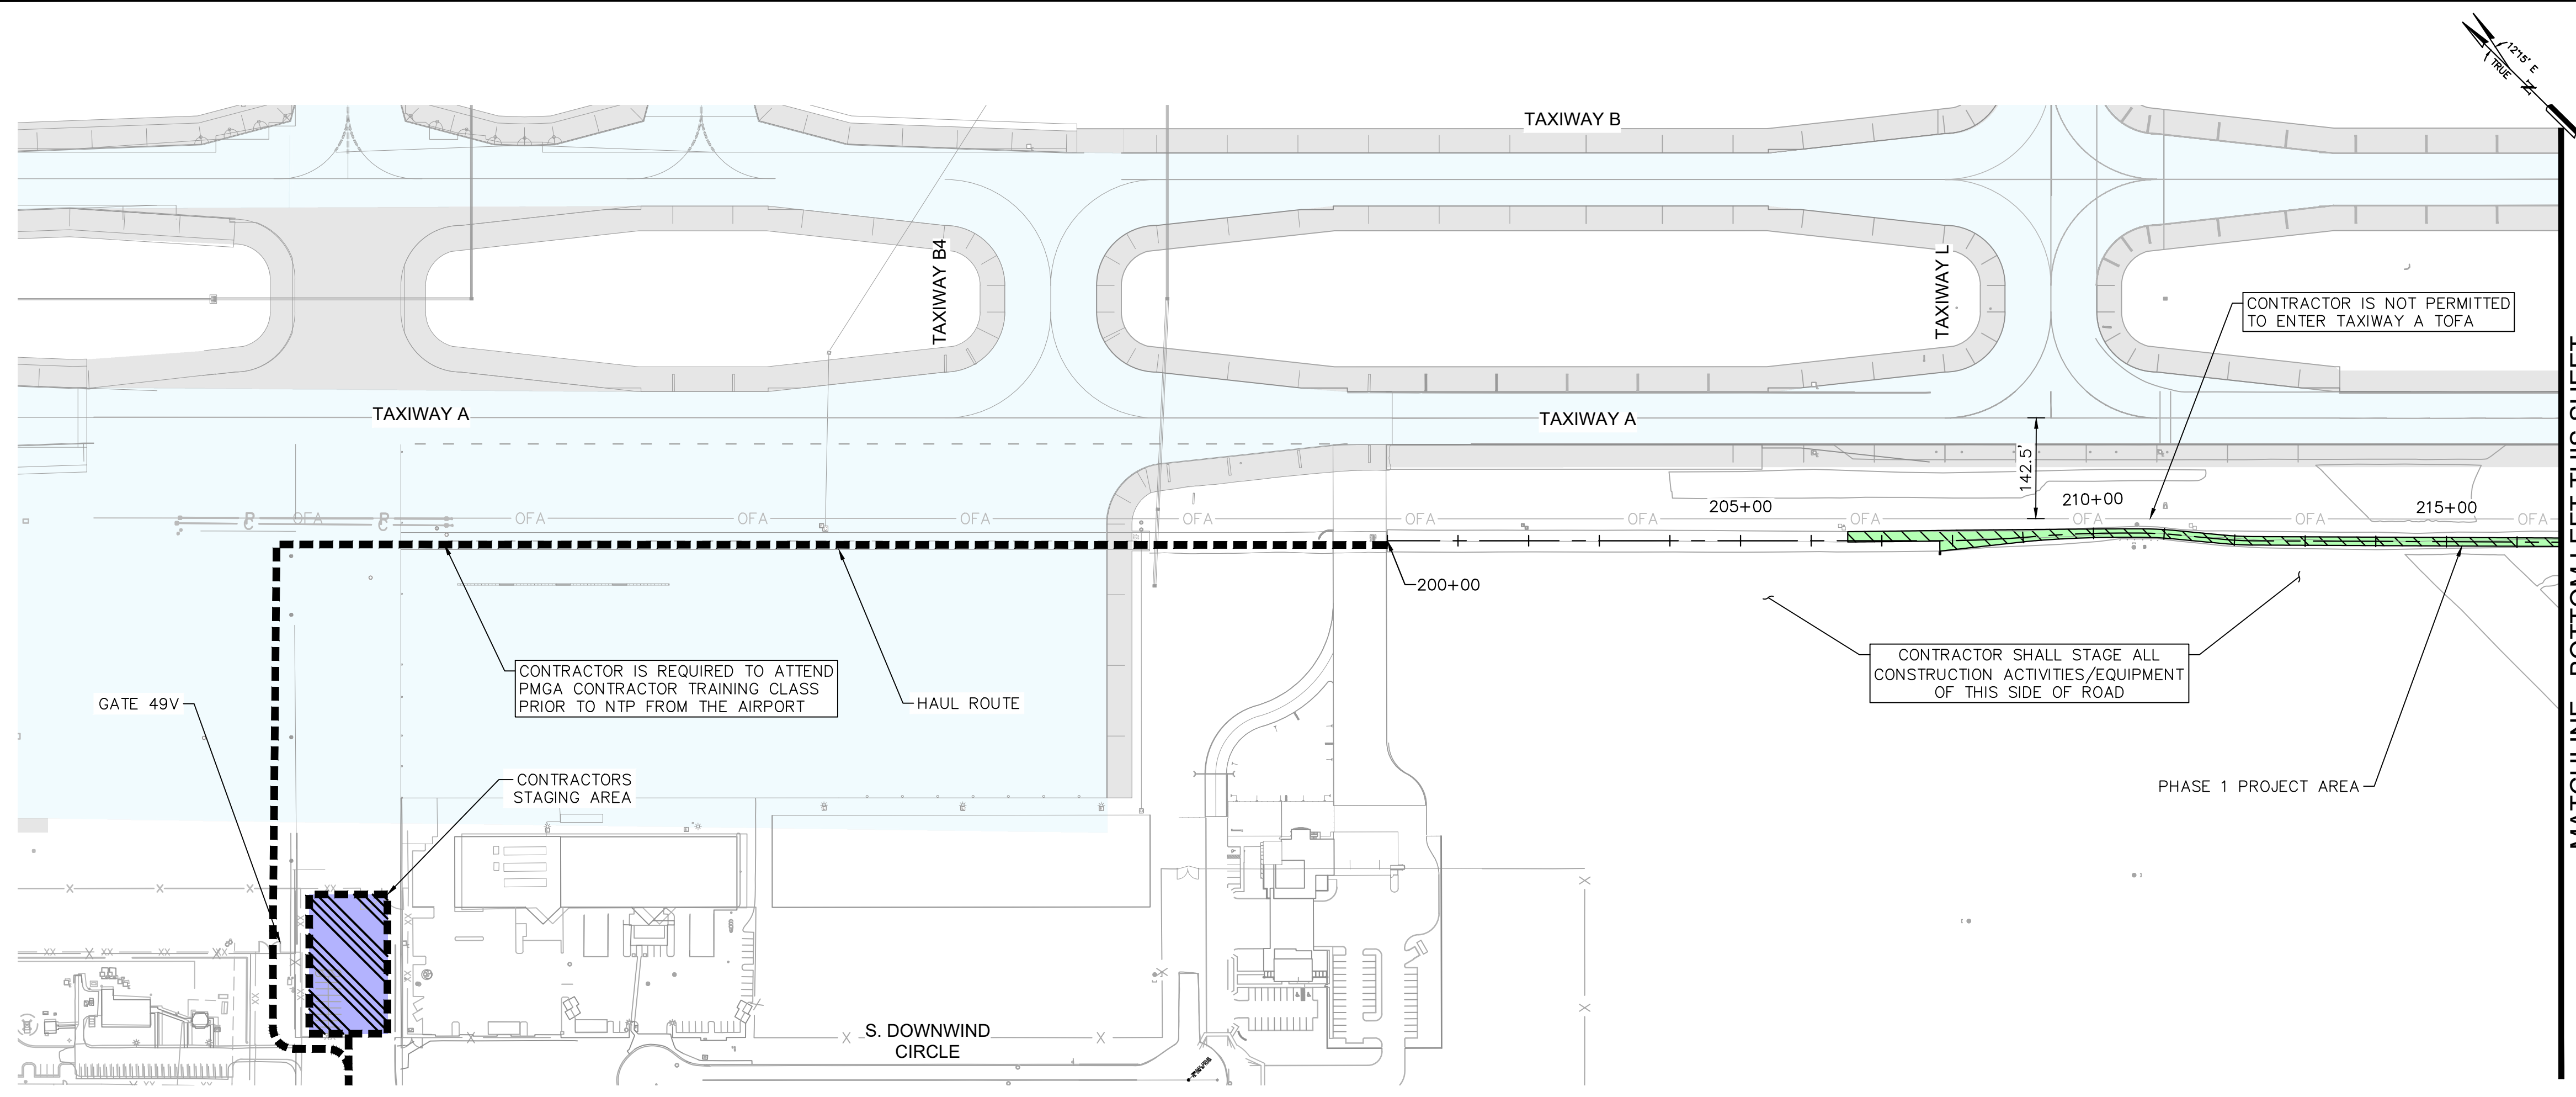 12°15' E
TRUE
N
TAXIWAY B
TAXIWAY B4
TAXIWAY L
CONTRACTOR IS NOT PERMITTED
TO ENTER TAXIWAY A TOFA
TAXIWAY A
TAXIWAY A
142.5'
205+00
210+00
215+00
R
C
OFA
R
C
OFA
OFA
OFA
OFA
OFA
OFA
OFA
OFA
OFA
OFA
200+00
CONTRACTOR IS REQUIRED TO ATTEND
PMGA CONTRACTOR TRAINING CLASS
PRIOR TO NTP FROM THE AIRPORT
CONTRACTOR SHALL STAGE ALL
CONSTRUCTION ACTIVITIES/EQUIPMENT
OF THIS SIDE OF ROAD
GATE 49V
HAUL ROUTE
CONTRACTORS
STAGING AREA
PHASE 1 PROJECT AREA
S. DOWNWIND
CIRCLE